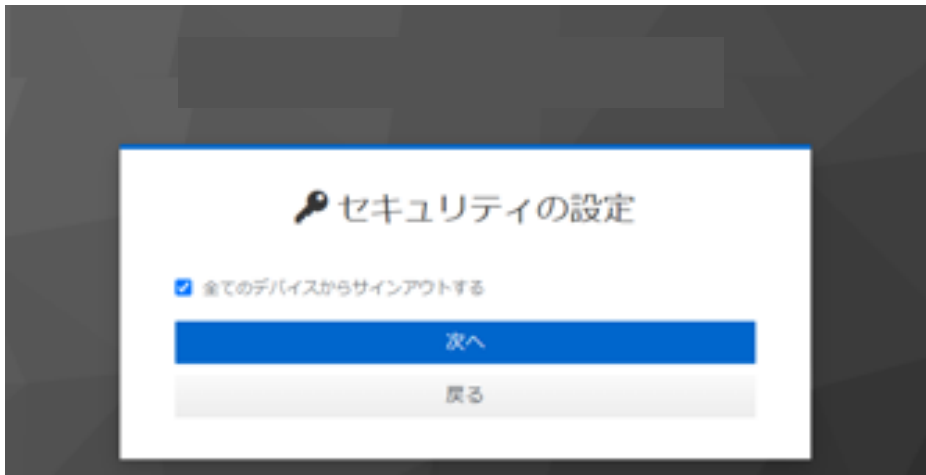 セキュリティの設定
全てのデバイスからサインアウトする
次へ
戻る